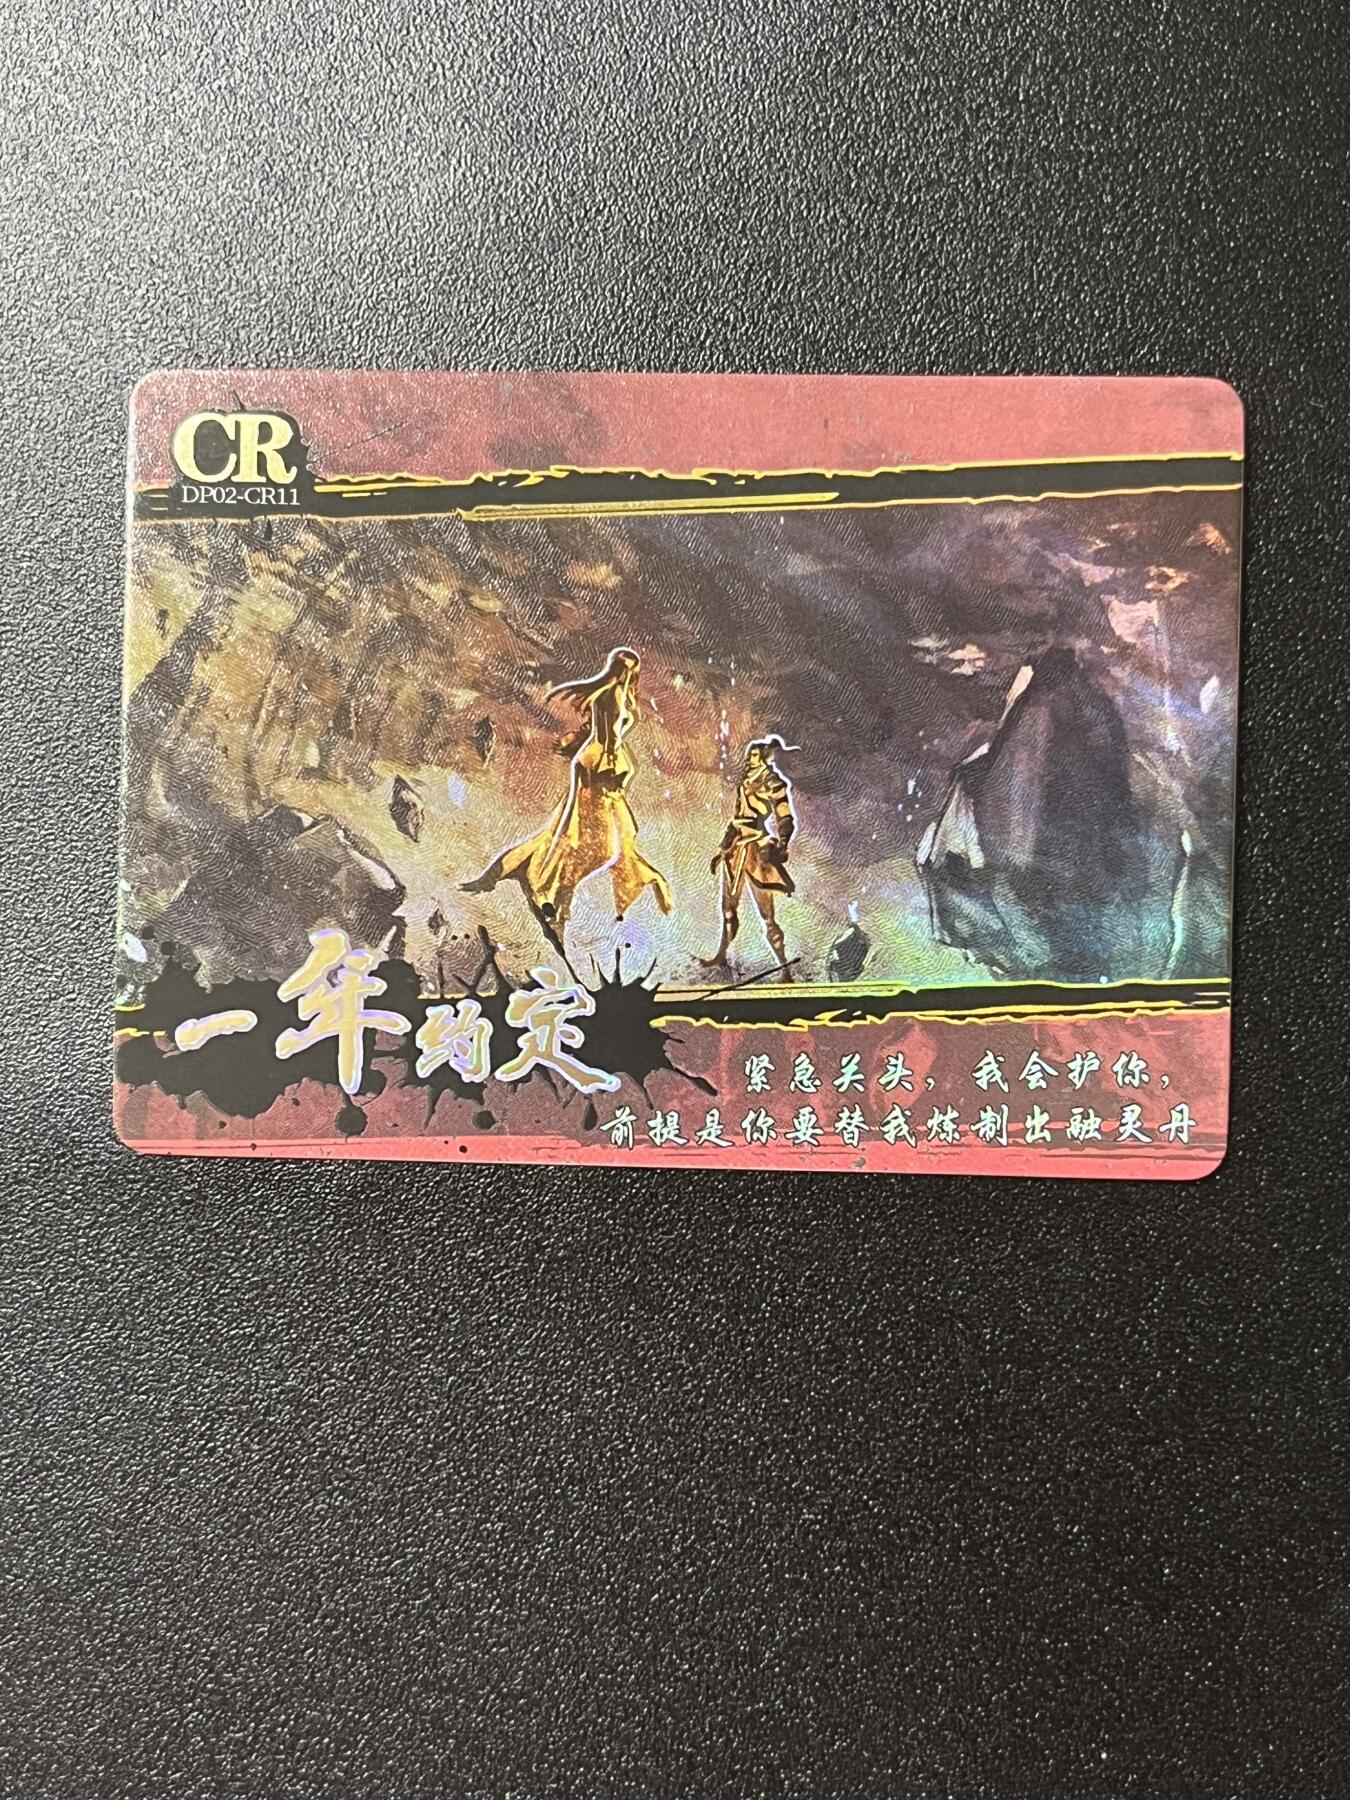 CR
DP02-CR11
一年约定
紧急关头，我会护你，
前提是你要替我炼制出融灵丹